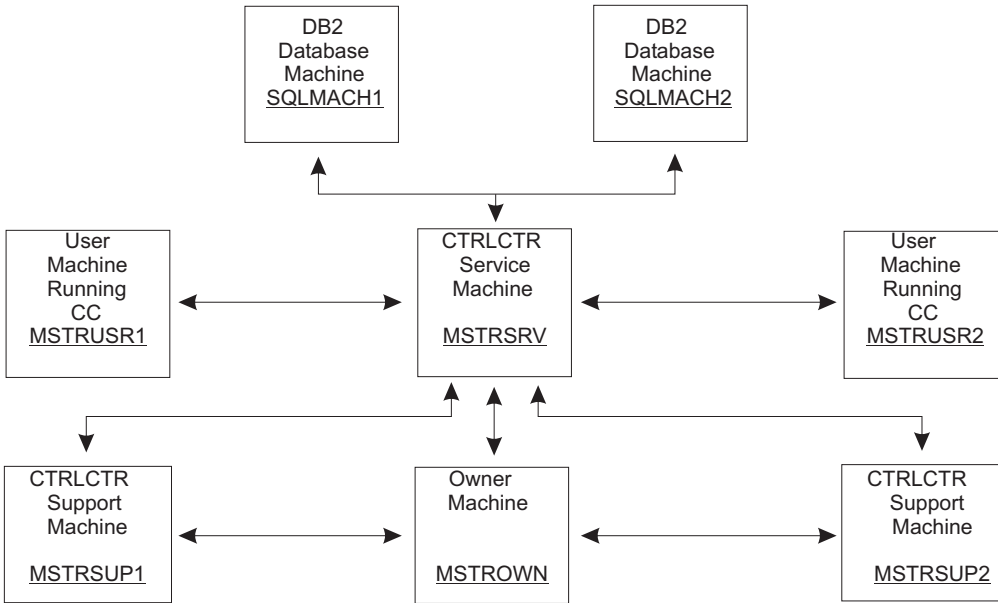 DB2
Database
Machine
SQLMACH1
DB2
Database
Machine
SQLMACH2
User
Machine
Running
CC
MSTRUSR1
CTRLCTR
Service
Machine
MSTRSRV
User
Machine
Running
CC
MSTRUSR2
CTRLCTR
Support
Machine
MSTRSUP1
Owner
Machine
MSTROWN
CTRLCTR
Support
Machine
MSTRSUP2